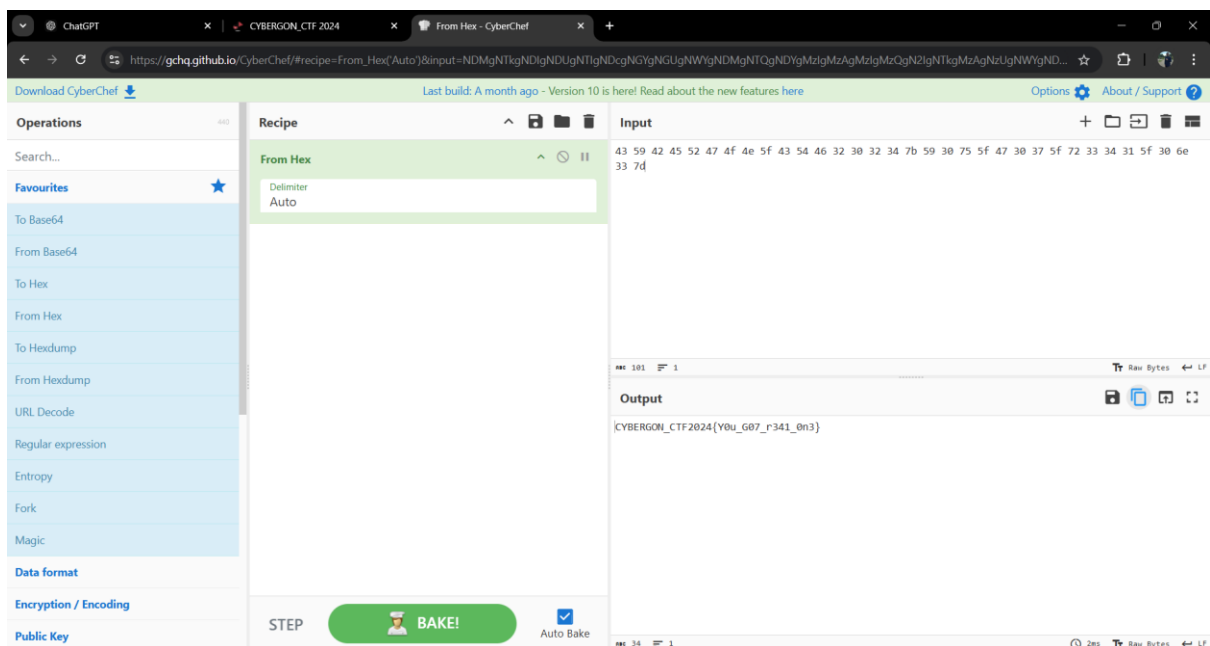 ChatGPT
CYBERGON_CTF 2024
From Hex - CyberChef
https://gchq.github.io/CyberChef/#recipe=From_Hex('Auto')&input=NDMgNTkgNDIgNDUgNTIgNDcgNGYgNGUgNWYgNDMgNTQgNDYgMzIgMzAgMzIgMzQgN2IgNTkgMzAgNzUgNWYgND...
Download CyberChef
Last build: A month ago - Version 10 is here! Read about the new features here
Options
About / Support
Operations
440
Recipe
Input
Search...
From Hex
43 59 42 45 52 47 4f 4e 5f 43 54 46 32 30 32 34 7b 59 30 75 5f 47 30 37 5f 72 33 34 31 5f 30 6e
33 7d
Favourites
Delimiter
Auto
To Base64
From Base64
To Hex
From Hex
To Hexdump
From Hexdump
URL Decode
Regular expression
Entropy
Fork
Magic
Data format
Encryption / Encoding
Public Key
STEP
BAKE!
Auto Bake
101
1
Raw Bytes
LF
Output
CYBERGON_CTF2024{Y0u_G07_r341_0n3}
34
1
2ms
Raw Bytes
LF